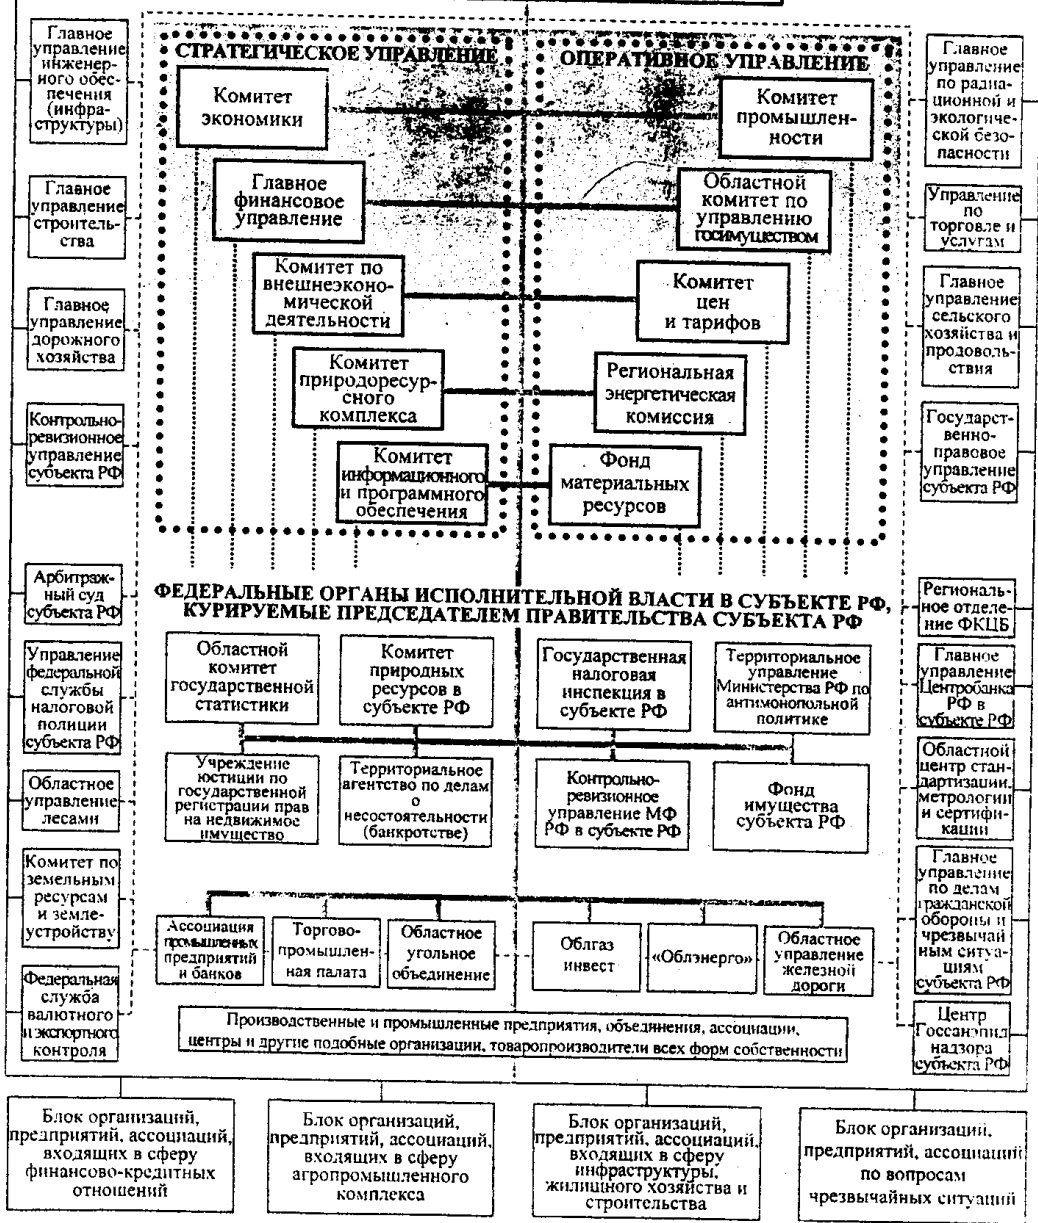 Главное
управление
инженер-
ного обес-
печения
(инфра-
структуры)
Главное
управление
строитель-
ства
Главное
управление
дорожного
хозяйства
Контрольно-
ревизионное
управление
субъекта РФ
Арбитраж-
ный суд
субъекта РФ
Управление
федеральной
службы
налоговой
полиции
субъекта РФ
Областное
управление
лесами
Комитет по
земельным
ресурсам
и земле-
устройству
Федеральная
служба
валютного
и экспортного
контроля
СТРАТЕГИЧЕСКОЕ УПРАВЛЕНИЕ
Комитет
экономики
Главное
финансовое
управление
Комитет по
внешнеэконо-
мической
деятельности
Комитет
природоресур-
сного
комплекса
Комитет
информационного
и программного
обеспечения
ОПЕРАТИВНОЕ УПРАВЛЕНИЕ
Комитет
промышлен-
ности
Областной
комитет по
управлению
госимуществом
Комитет
цен
и тарифов
Региональная
энергетическая
комиссия
Фонд
материальных
ресурсов
ФЕДЕРАЛЬНЫЕ ОРГАНЫ ИСПОЛНИТЕЛЬНОЙ ВЛАСТИ В СУБЪЕКТЕ РФ,
КУРИРУЕМЫЕ ПРЕДСЕДАТЕЛЕМ ПРАВИТЕЛЬСТВА СУБЪЕКТА РФ
Областной
комитет
государственной
статистики
Комитет
природных
ресурсов в
субъекте РФ
Государственная
налоговая
инспекция в
субъекте РФ
Территориальное
управление
Министерства РФ по
антимонопольной
политике
Учреждение
юстиции по
государственной
регистрации прав
на недвижимое
имущество
Территориальное
агентство по делам
о
несостоятельности
(банкротстве)
Контрольно-
ревизионное
управление МФ
РФ в субъекте РФ
Фонд
имущества
субъекта РФ
Ассоциация
промышленных
предприятий
и банков
Торгово-
промышлен-
ная палата
Областное
угольное
объединение
Облгаз
инвест
«Облэнерго»
Областное
управление
железной
дороги
Производственные и промышленные предприятия, объединения, ассоциации,
центры и другие подобные организации, товаропроизводители всех форм собственности
Главное
управление
по радиа-
ционной и
экологиче-
ской безо-
пасности
Управление
по
торговле и
услугам
Главное
управление
сельского
хозяйства и
продоволь-
ствия
Государст-
венно-
правовое
управление
субъекта РФ
Региональ-
ное отделе-
ние ФКЦБ
Главное
управление
Центробанка
РФ в
субъекте РФ
Областной
центр стан-
дартизации,
метрологии
и сертифи-
кации
Главное
управление
по делам
гражданской
обороны и
чрезвычай
ным ситуа-
циям
субъекта РФ
Центр
Госсанэпид
надзора
субъекта РФ
Блок организаций,
предприятий, ассоциаций,
входящих в сферу
финансово-кредитных
отношений
Блок организаций,
предприятий, ассоциаций,
входящих в сферу
агропромышленного
комплекса
Блок организаций,
предприятий, ассоциаций,
входящих в сферу
инфраструктуры,
жилищного хозяйства и
строительства
Блок организаций,
предприятий, ассоциаций
по вопросам
чрезвычайных ситуаций